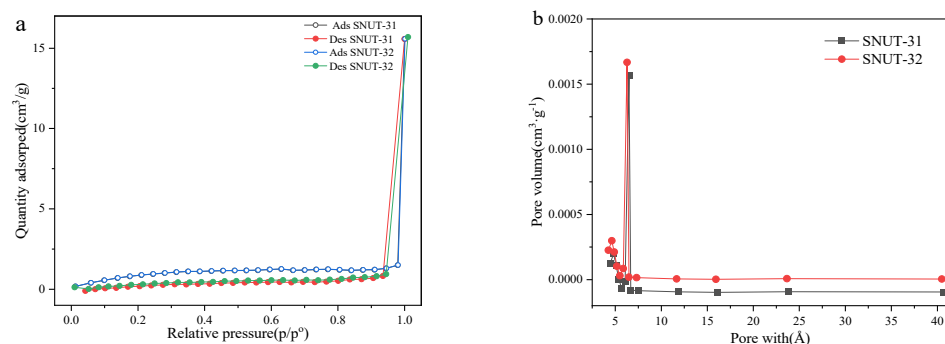 a
Ads SNUT-31
Des SNUT-31
Ads SNUT-32
Des SNUT-32
Quantity adsorped(cm³/g)
15
10
5
0
0.0 0.2 0.4 0.6 0.8 1.0
Relative pressure(p/p°)
b
SNUT-31
SNUT-32
Pore volume(cm³·g⁻¹)
0.0020
0.0015
0.0010
0.0005
0.0000
5 10 15 20 25 30 35 40
Pore with(Å)